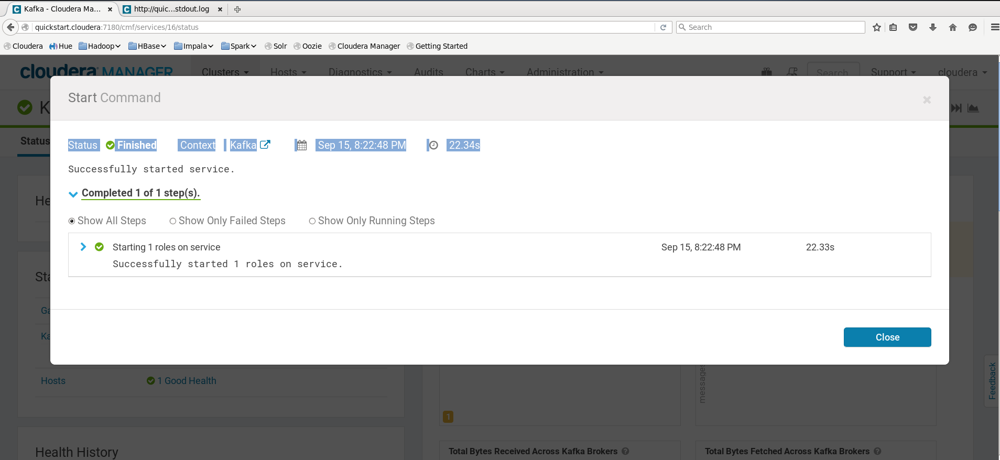 Kafka - Cloudera Ma...
http://quic...stdout.log
quickstart.cloudera:7180/cmf/services/16/status
Search
Cloudera Hue Hadoop HBase Impala Spark Solr Oozie Cloudera Manager Getting Started
cloudera MANAGER Clusters Hosts Diagnostics Audits Charts Administration Search Support cloudera
K
Start Command
Status
Status Finished Context Kafka Sep 15, 8:22:48 PM 22.34s
Successfully started service.
Completed 1 of 1 step(s).
He
Show All Steps Show Only Failed Steps Show Only Running Steps
Starting 1 roles on service Sep 15, 8:22:48 PM 22.33s
Successfully started 1 roles on service.
Sta
Ga
Ka
Close
Hosts 1 Good Health
messages
Feedback
1
Health History
Total Bytes Received Across Kafka Brokers
Total Bytes Fetched Across Kafka Brokers